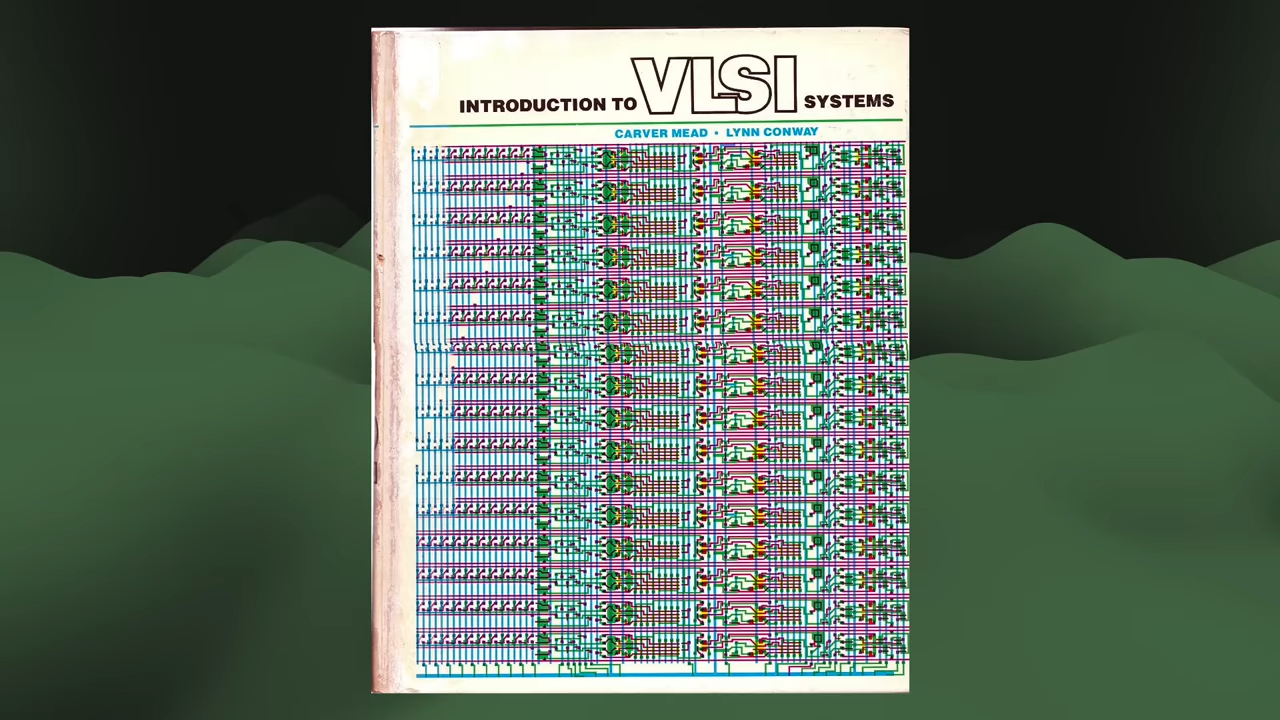 INTRODUCTION TO VLSI SYSTEMS
CARVER MEAD • LYNN CONWAY